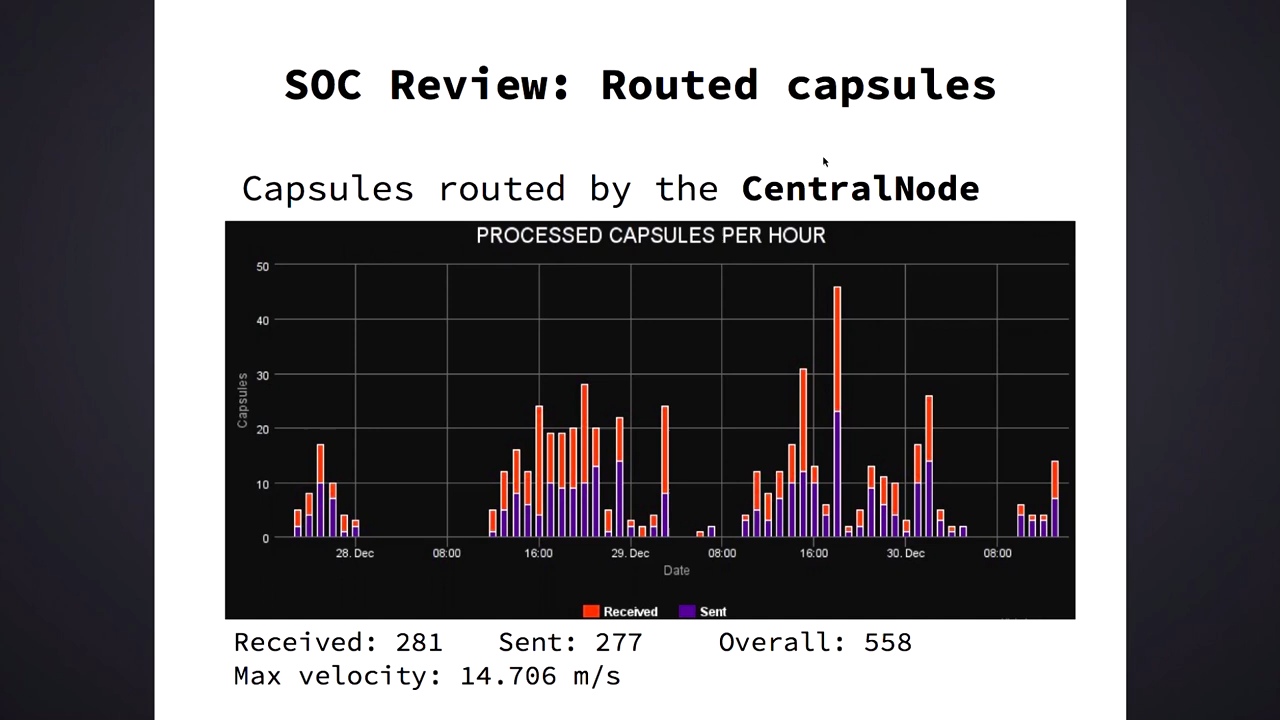 SOC Review: Routed capsules
Capsules routed by the CentralNode
PROCESSED CAPSULES PER HOUR
50
40
30
20
10
0
Capsules
28. Dec 08:00 16:00 29. Dec 08:00 16:00 30. Dec 08:00
Date
Received Sent
Received: 281 Sent: 277 Overall: 558
Max velocity: 14.706 m/s